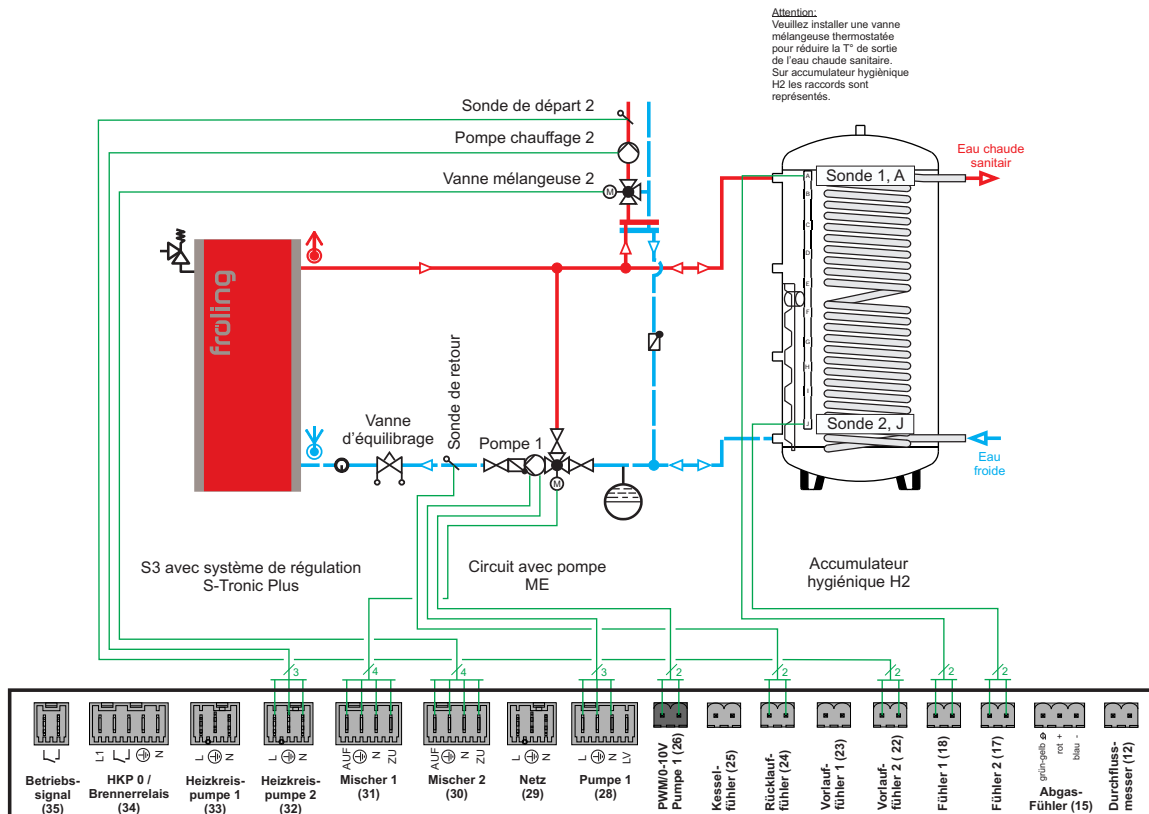 Attention:
Veuillez installer une vanne
mélangeuse thermostatée
pour réduire la T° de sortie
de l'eau chaude sanitaire.
Sur accumulateur hygiènique
H2 les raccords sont
représentés.
Sonde de départ 2
Pompe chauffage 2
Vanne mélangeuse 2
M
Eau chaude
sanitair
Sonde 1, A
A
B
C
D
E
F
G
H
I
J
Sonde 2, J
Eau
froide
fröling
Vanne
d'équilibrage
Sonde de retour
Pompe 1
M
S3 avec système de régulation
S-Tronic Plus
Circuit avec pompe
ME
Accumulateur
hygiénique H2
3
4
4
3
2
2
2
2
2
L1
N
L
N
L
N
AUF
N
ZU
AUF
N
ZU
L
N
L
N
LV
grün-gelb
rot +
blau -
Betriebs-
signal
(35)
HKP 0 /
Brennerrelais
(34)
Heizkreis-
pumpe 1
(33)
Heizkreis-
pumpe 2
(32)
Mischer 1
(31)
Mischer 2
(30)
Netz
(29)
Pumpe 1
(28)
PWM/0-10V
Pumpe 1 (26)
Kessel-
fühler (25)
Rücklauf-
fühler (24)
Vorlauf-
fühler 1 (23)
Vorlauf-
fühler 2 ( 22)
Fühler 1 (18)
Fühler 2 (17)
Abgas-
Fühler (15)
Durchfluss-
messer (12)